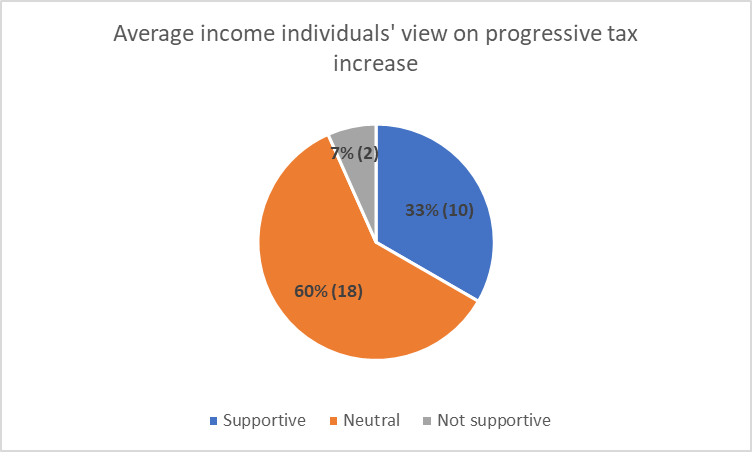 Average income individuals' view on progressive tax
increase
7% (2)
33% (10)
60% (18)
Supportive Neutral Not supportive